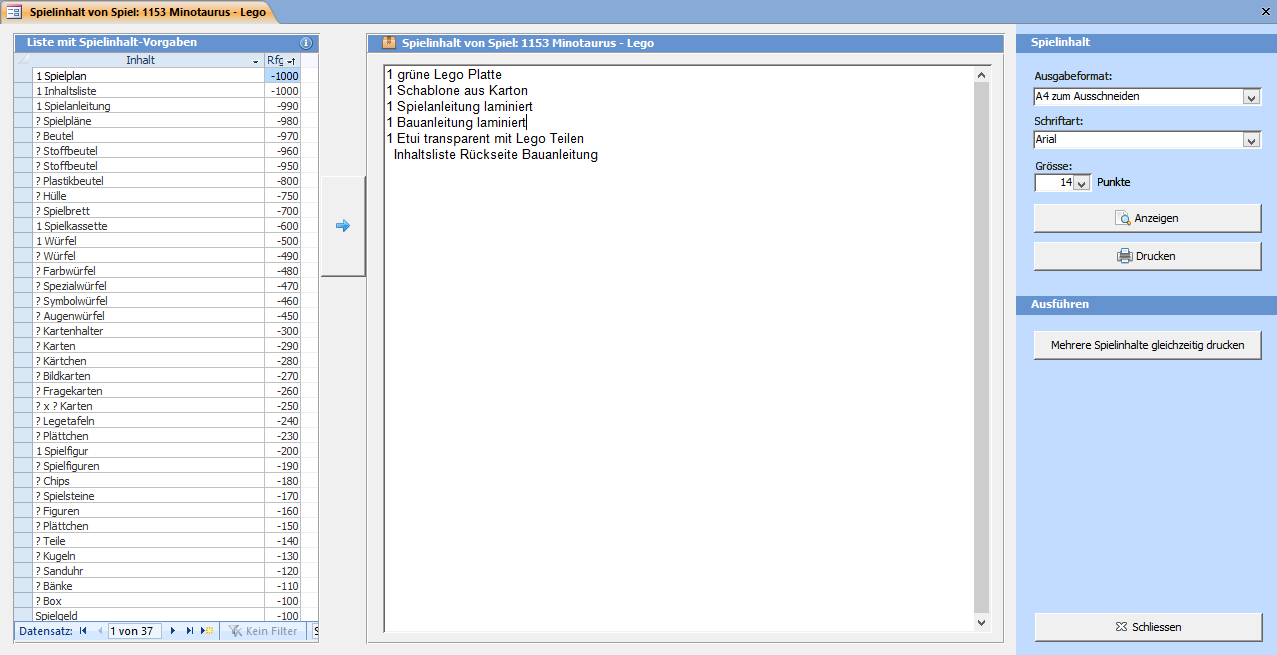 Spielinhalt von Spiel: 1153 Minotaurus - Lego
Liste mit Spielinhalt-Vorgaben
Inhalt Rfg
1 Spielplan -1000
1 Inhaltsliste -1000
1 Spielanleitung -990
? Spielpläne -980
? Beutel -970
? Stoffbeutel -960
? Stoffbeutel -950
? Plastikbeutel -800
? Hülle -750
? Spielbrett -700
1 Spielkassette -600
1 Würfel -500
? Würfel -490
? Farbwürfel -480
? Spezialwürfel -470
? Symbolwürfel -460
? Augenwürfel -450
? Kartenhalter -300
? Karten -290
? Kärtchen -280
? Bildkarten -270
? Fragekarten -260
? x ? Karten -250
? Legetafeln -240
? Plättchen -230
1 Spielfigur -200
? Spielfiguren -190
? Chips -180
? Spielsteine -170
? Figuren -160
? Plättchen -150
? Teile -140
? Kugeln -130
? Sanduhr -120
? Bänke -110
? Box -100
Spielgeld -100
Datensatz: 1 von 37 Kein Filter S
Spielinhalt von Spiel: 1153 Minotaurus - Lego
1 grüne Lego Platte
1 Schablone aus Karton
1 Spielanleitung laminiert
1 Bauanleitung laminiert
1 Etui transparent mit Lego Teilen
Inhaltsliste Rückseite Bauanleitung
Spielinhalt
Ausgabeformat:
A4 zum Ausschneiden
Schriftart:
Arial
Grösse:
14 Punkte
Anzeigen
Drucken
Ausführen
Mehrere Spielinhalte gleichzeitig drucken
Schliessen